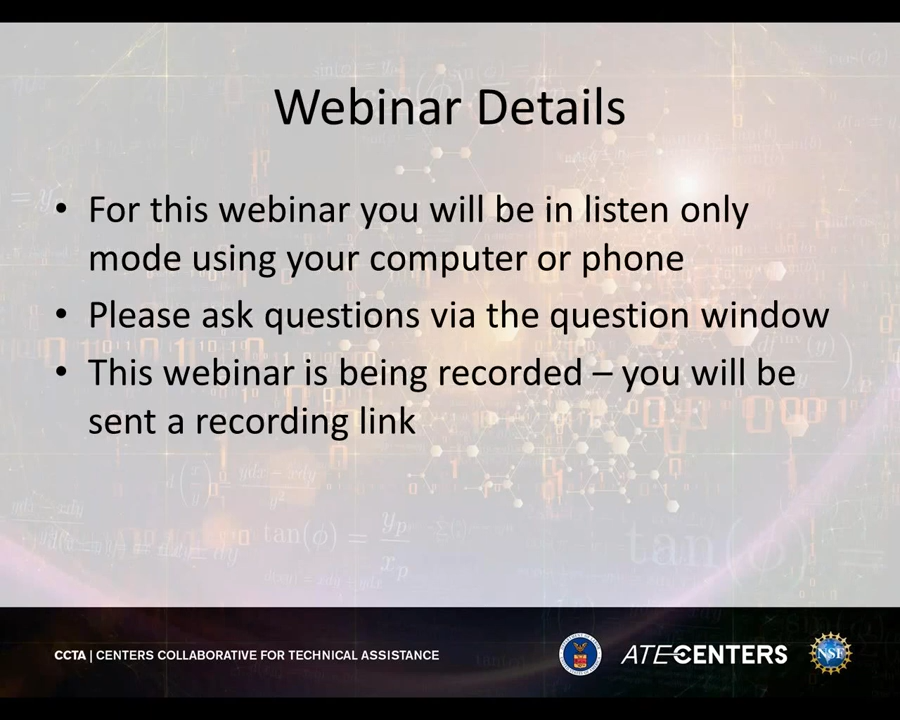 Webinar Details
• For this webinar you will be in listen only
mode using your computer or phone
• Please ask questions via the question window
• This webinar is being recorded – you will be
sent a recording link
tan(φ) =
CCTA | CENTERS COLLABORATIVE FOR TECHNICAL ASSISTANCE
ATE CENTERS
NSF